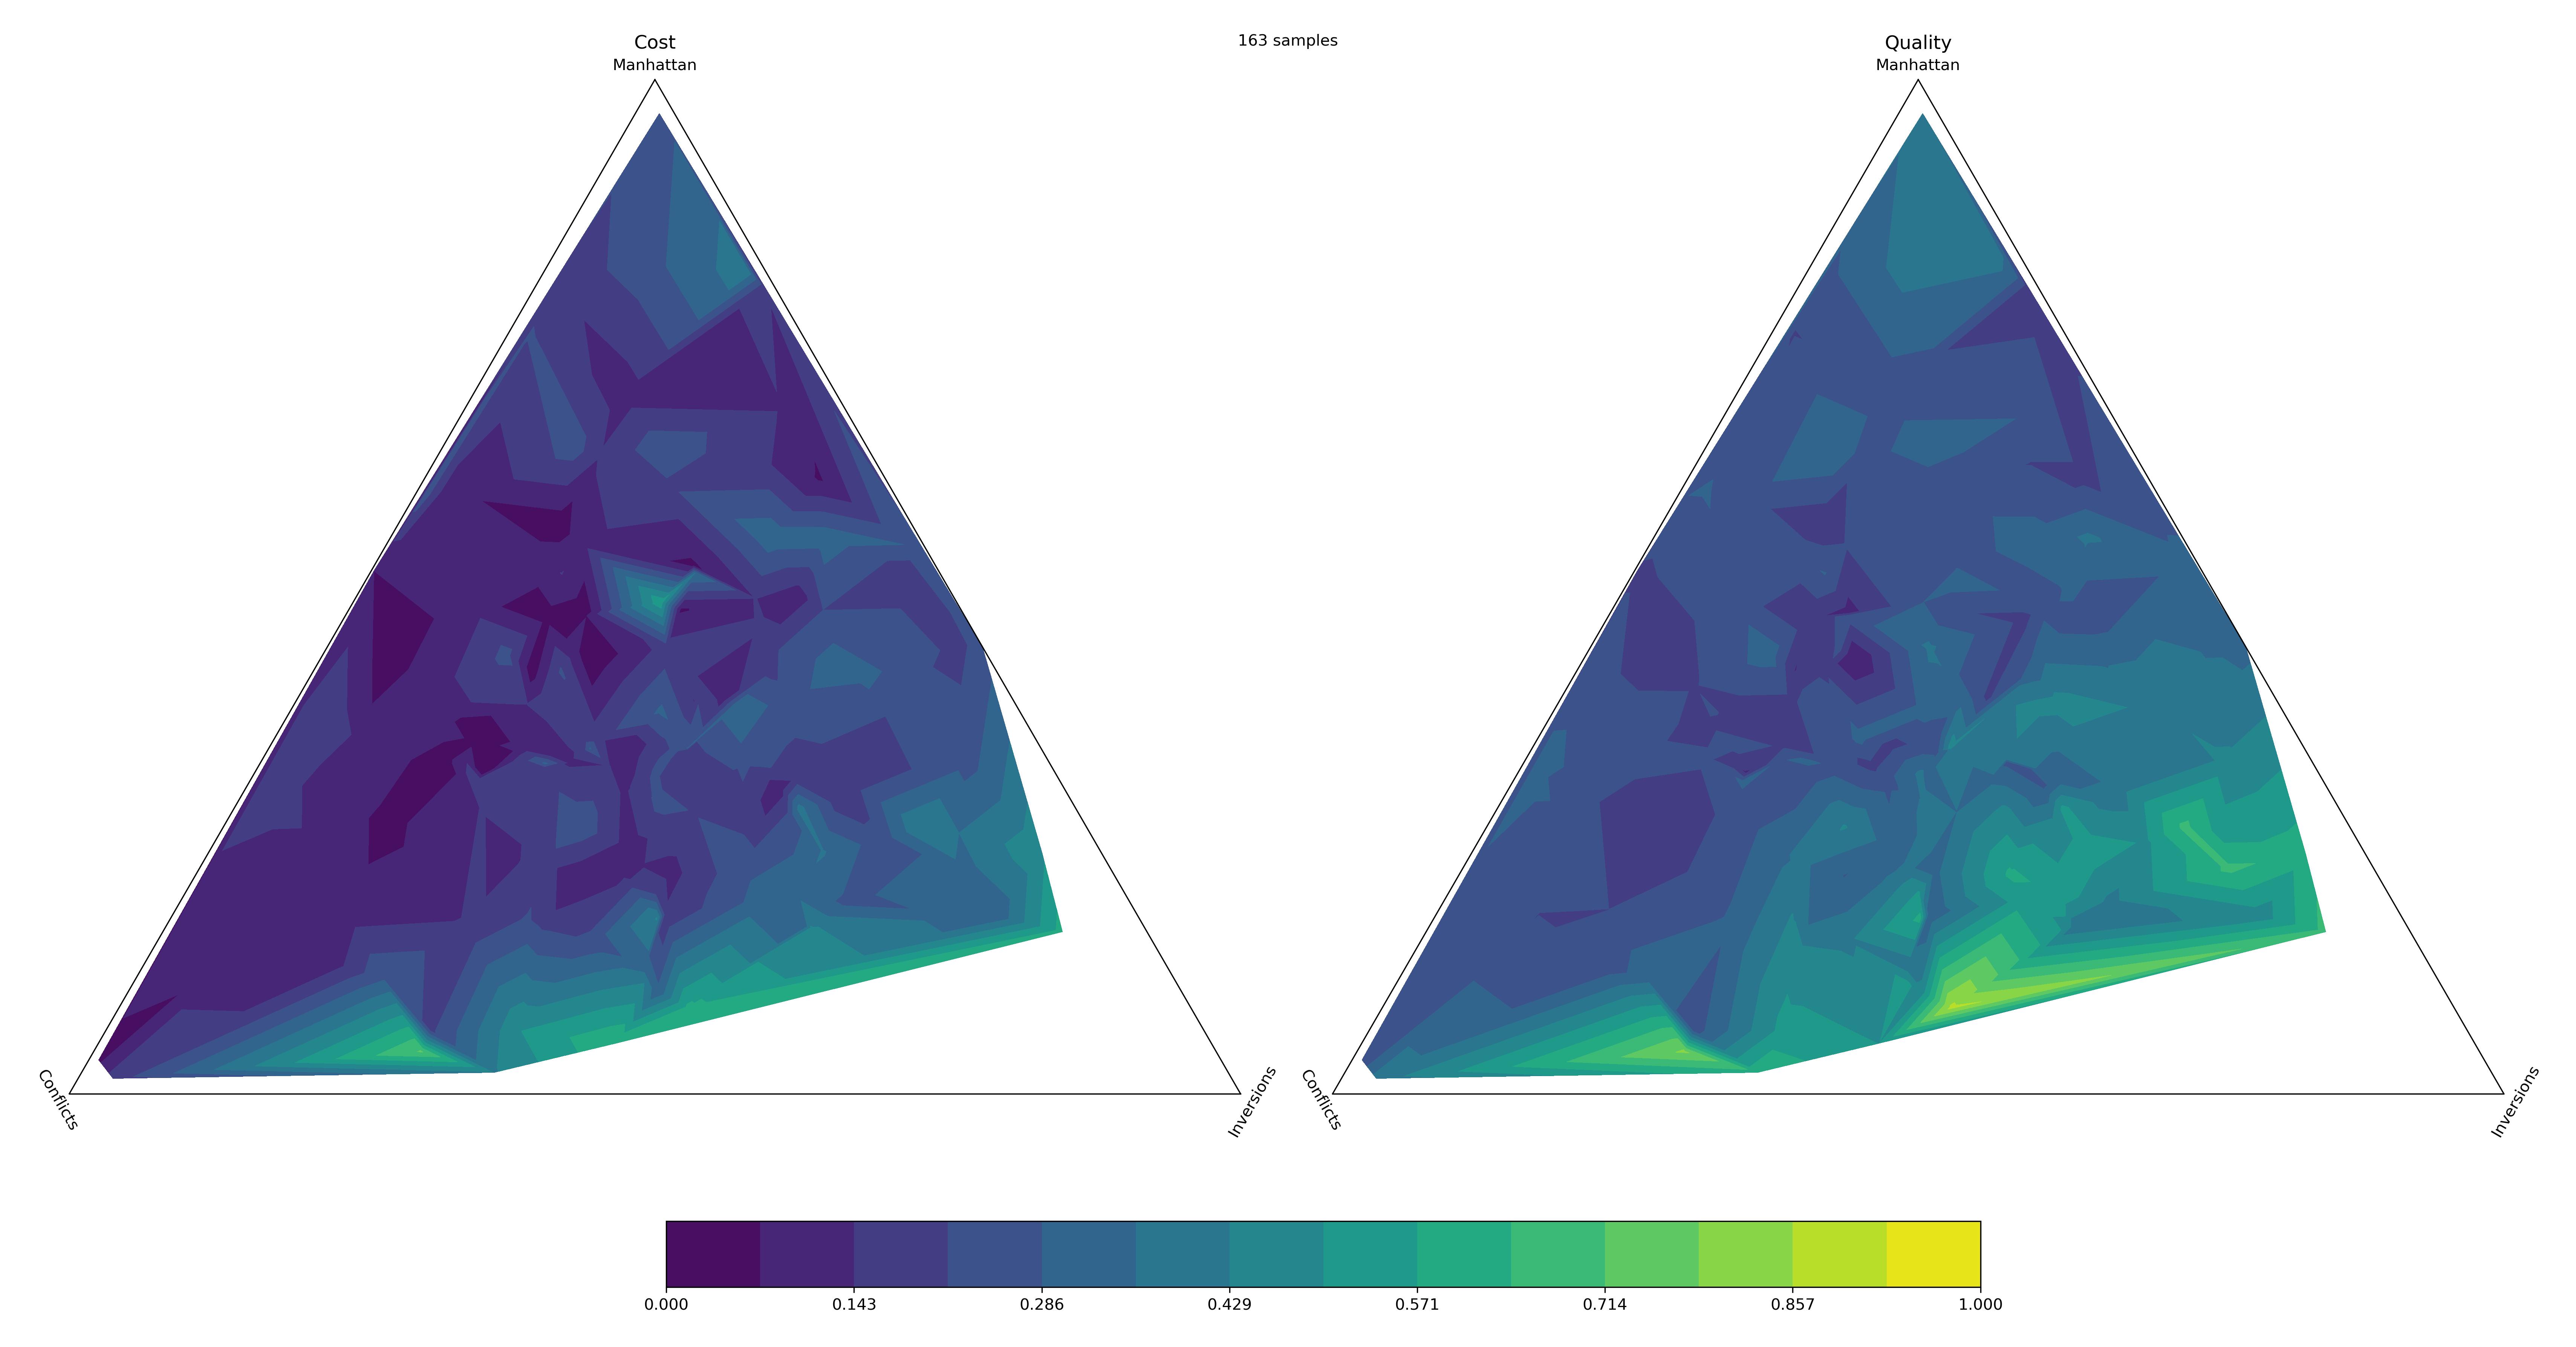 163 samples
Cost
Manhattan
Conflicts
Inversions
Quality
Manhattan
Conflicts
Inversions
0.000 0.143 0.286 0.429 0.571 0.714 0.857 1.000